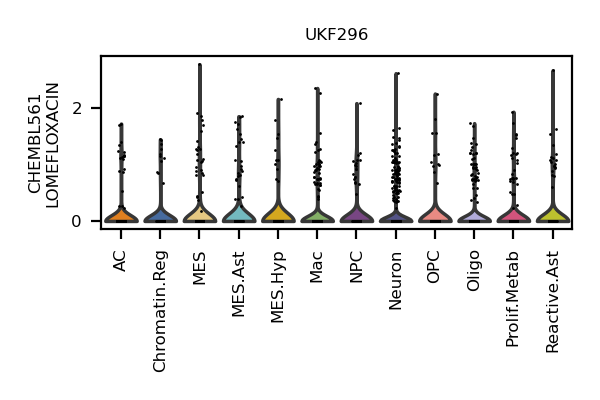 UKF296
CHEMBL561
LOMEFLOXACIN
2
0
AC
Chromatin.Reg
MES
MES.Ast
MES.Hyp
Mac
NPC
Neuron
OPC
Oligo
Prolif.Metab
Reactive.Ast